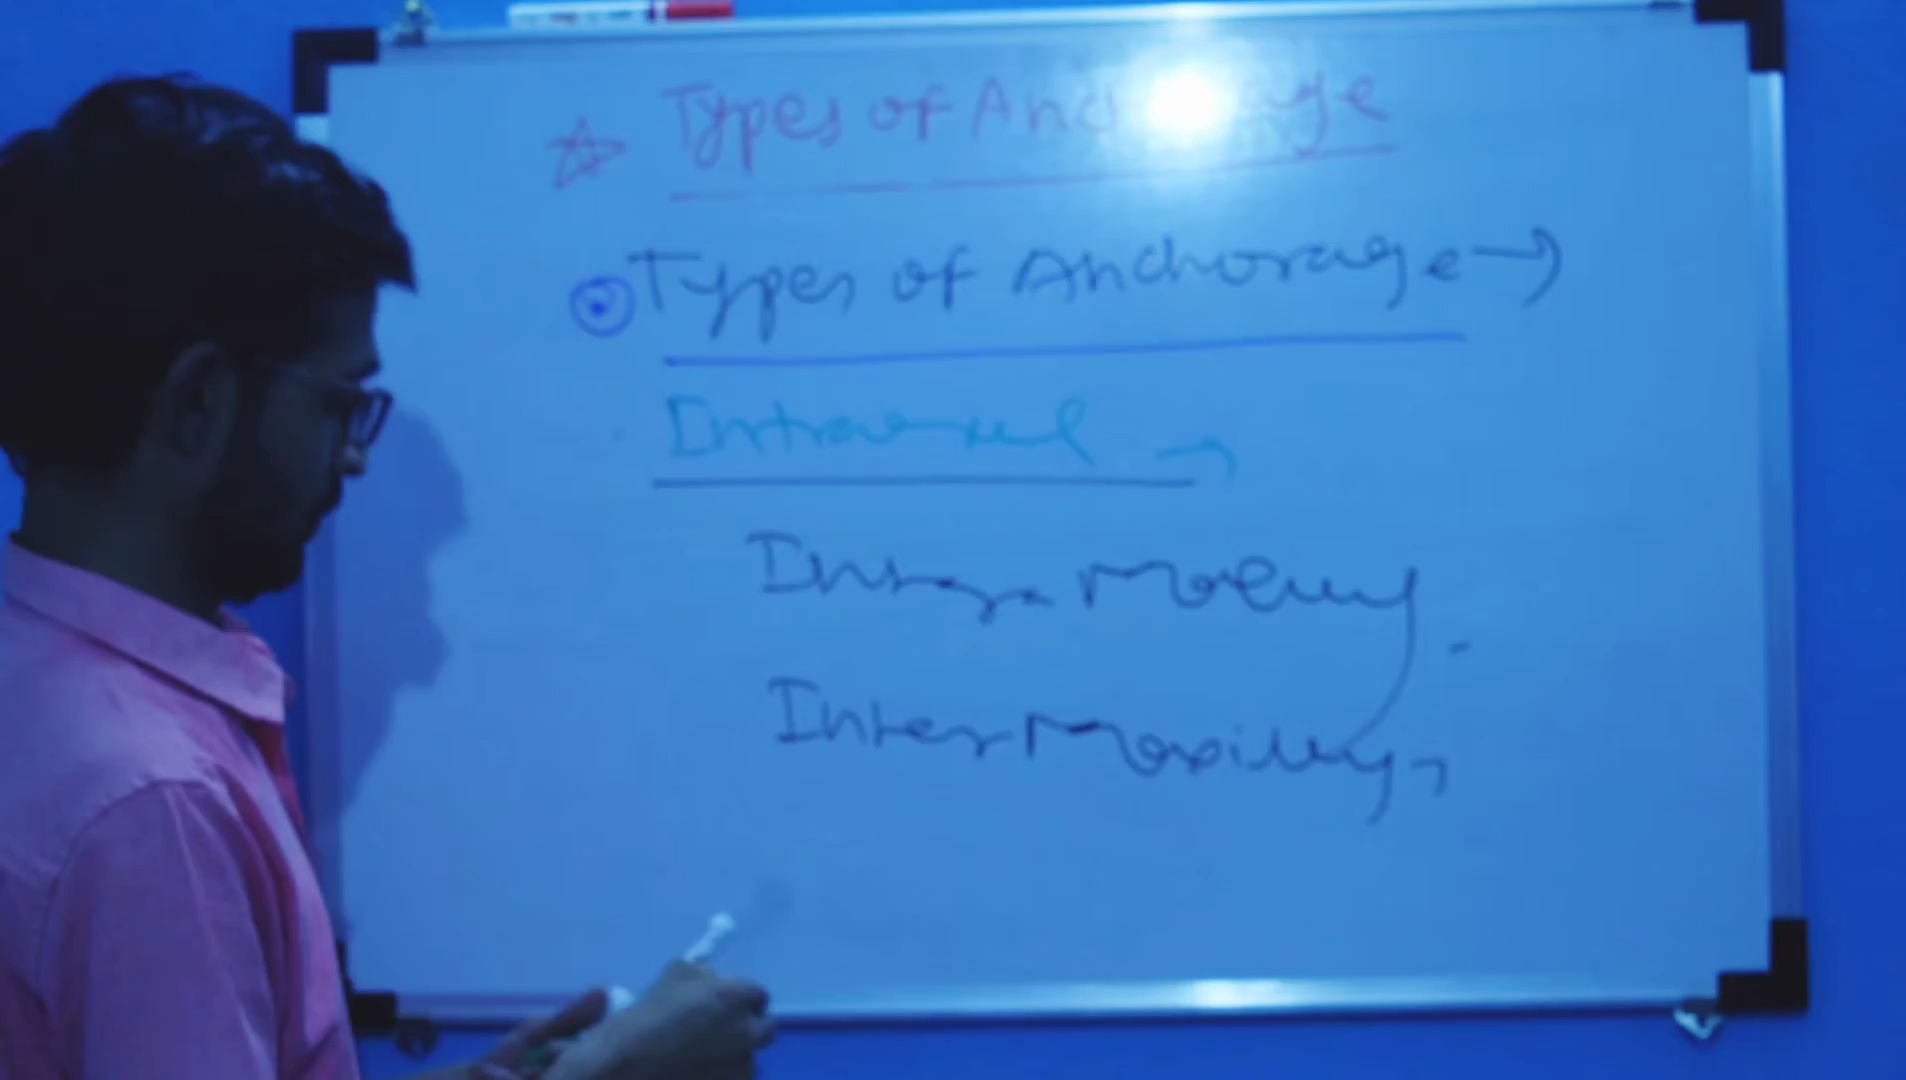 ☆ Types of Anchorage
Types of Anchorage →
Intraoral →
Intra Maxillary
Inter Maxillary →